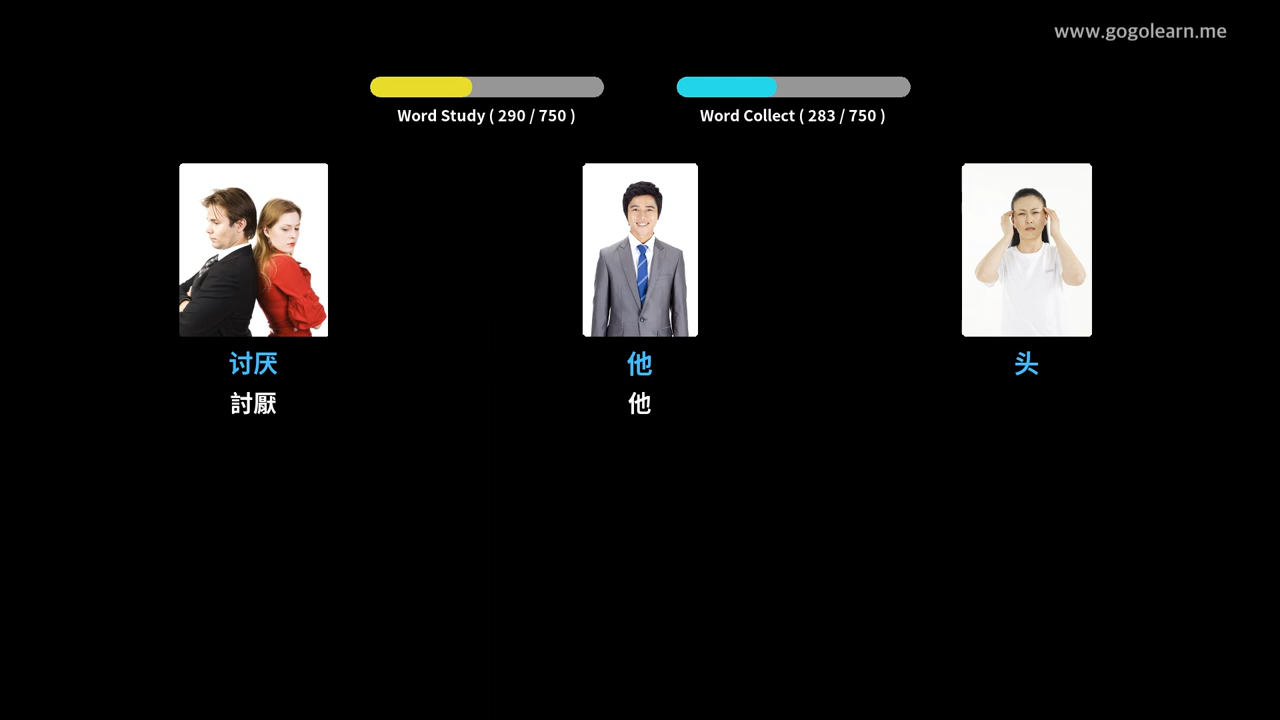 www.gogolearn.me
Word Study ( 290 / 750 )
Word Collect ( 283 / 750 )
讨厌
他
头
討厭
他